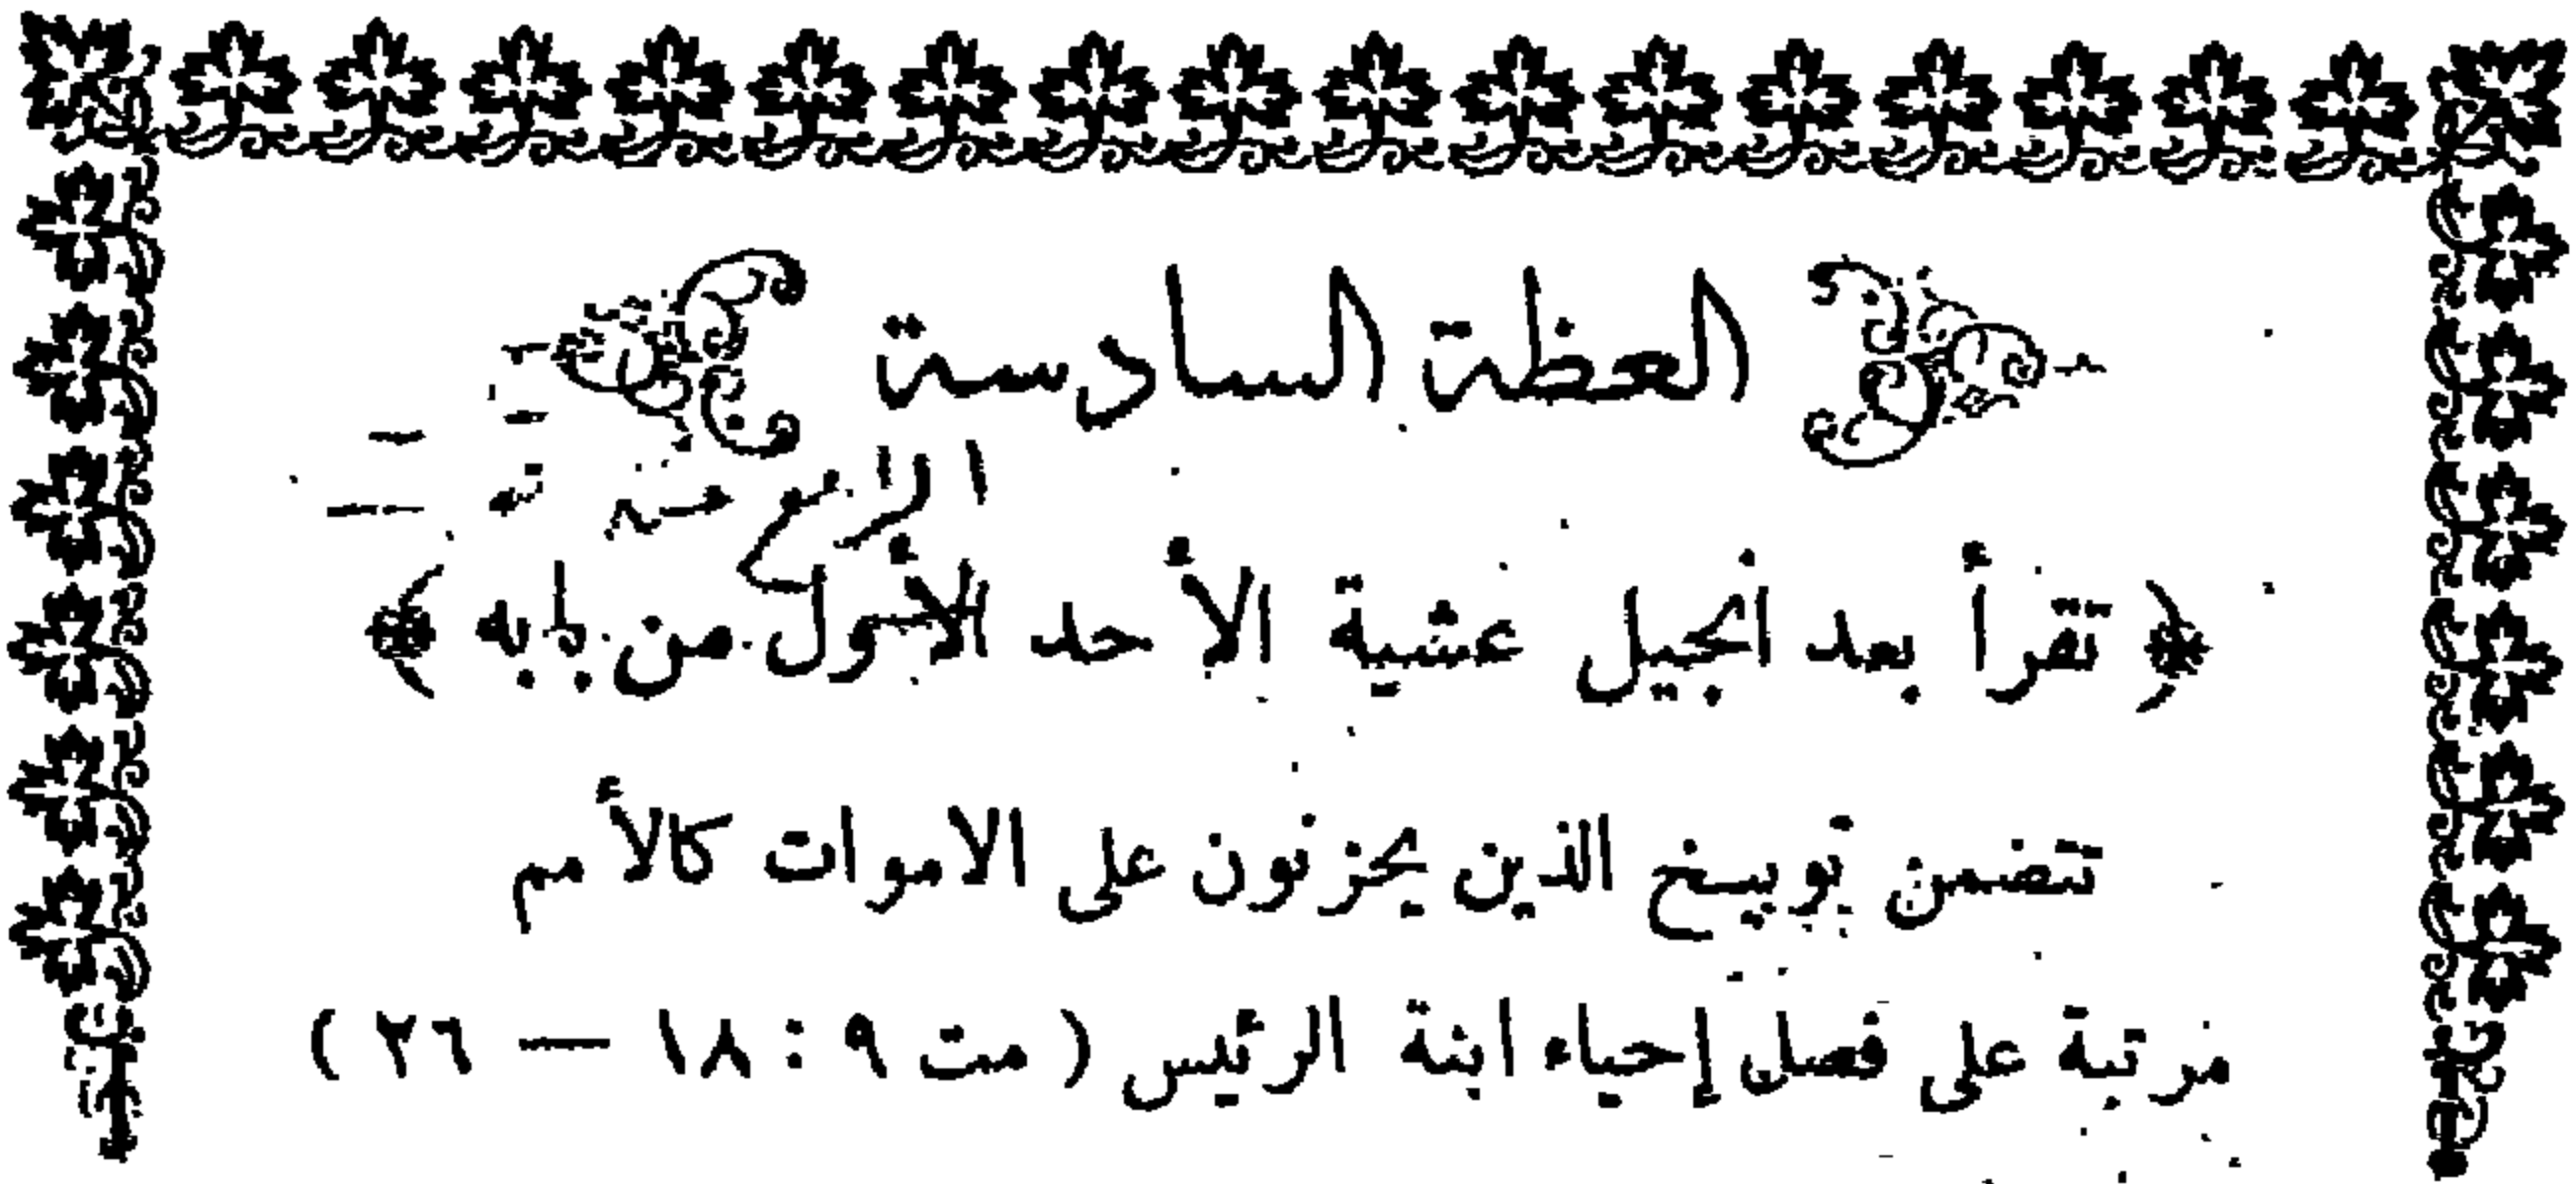 العظة السادسة
الرابع
﴿ تقرأ بعد انجيل عشية الأحد الأول من بابه ﴾
تتضمن توبيخ الذين يحزنون على الاموات كالأمم
مرتبة على فصل إحياء ابنة الرئيس ( مت ٩ : ١٨ — ٢٦ )